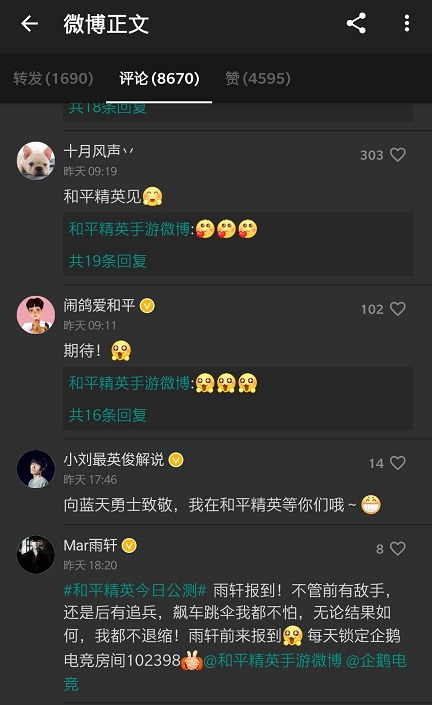 微博正文
转发(1690)
评论(8670)
赞(4595)
共18条回复
十月风声ヽ
303
昨天 09:19
和平精英见
和平精英手游微博:
共19条回复
闹鸽爱和平
102
昨天 09:11
期待！
和平精英手游微博:
共16条回复
小刘最英俊解说
14
昨天 17:46
向蓝天勇士致敬，我在和平精英等你们哦～
Mar雨轩
8
昨天 18:20
#和平精英今日公测# 雨轩报到！不管前有敌手，
还是后有追兵，飙车跳伞我都不怕，无论结果如
何，我都不退缩！雨轩前来报到 每天锁定企鹅
电竞房间102398 @和平精英手游微博 @企鹅电
竞